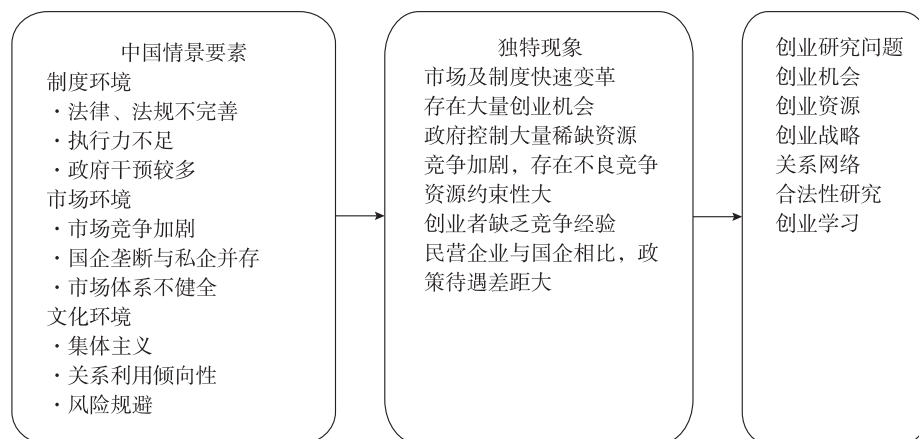 中国情景要素
制度环境
·法律、法规不完善
·执行力不足
·政府干预较多
市场环境
·市场竞争加剧
·国企垄断与私企并存
·市场体系不健全
文化环境
·集体主义
·关系利用倾向性
·风险规避
独特现象
市场及制度快速变革
存在大量创业机会
政府控制大量稀缺资源
竞争加剧，存在不良竞争
资源约束性大
创业者缺乏竞争经验
民营企业与国企相比，政
策待遇差距大
创业研究问题
创业机会
创业资源
创业战略
关系网络
合法性研究
创业学习